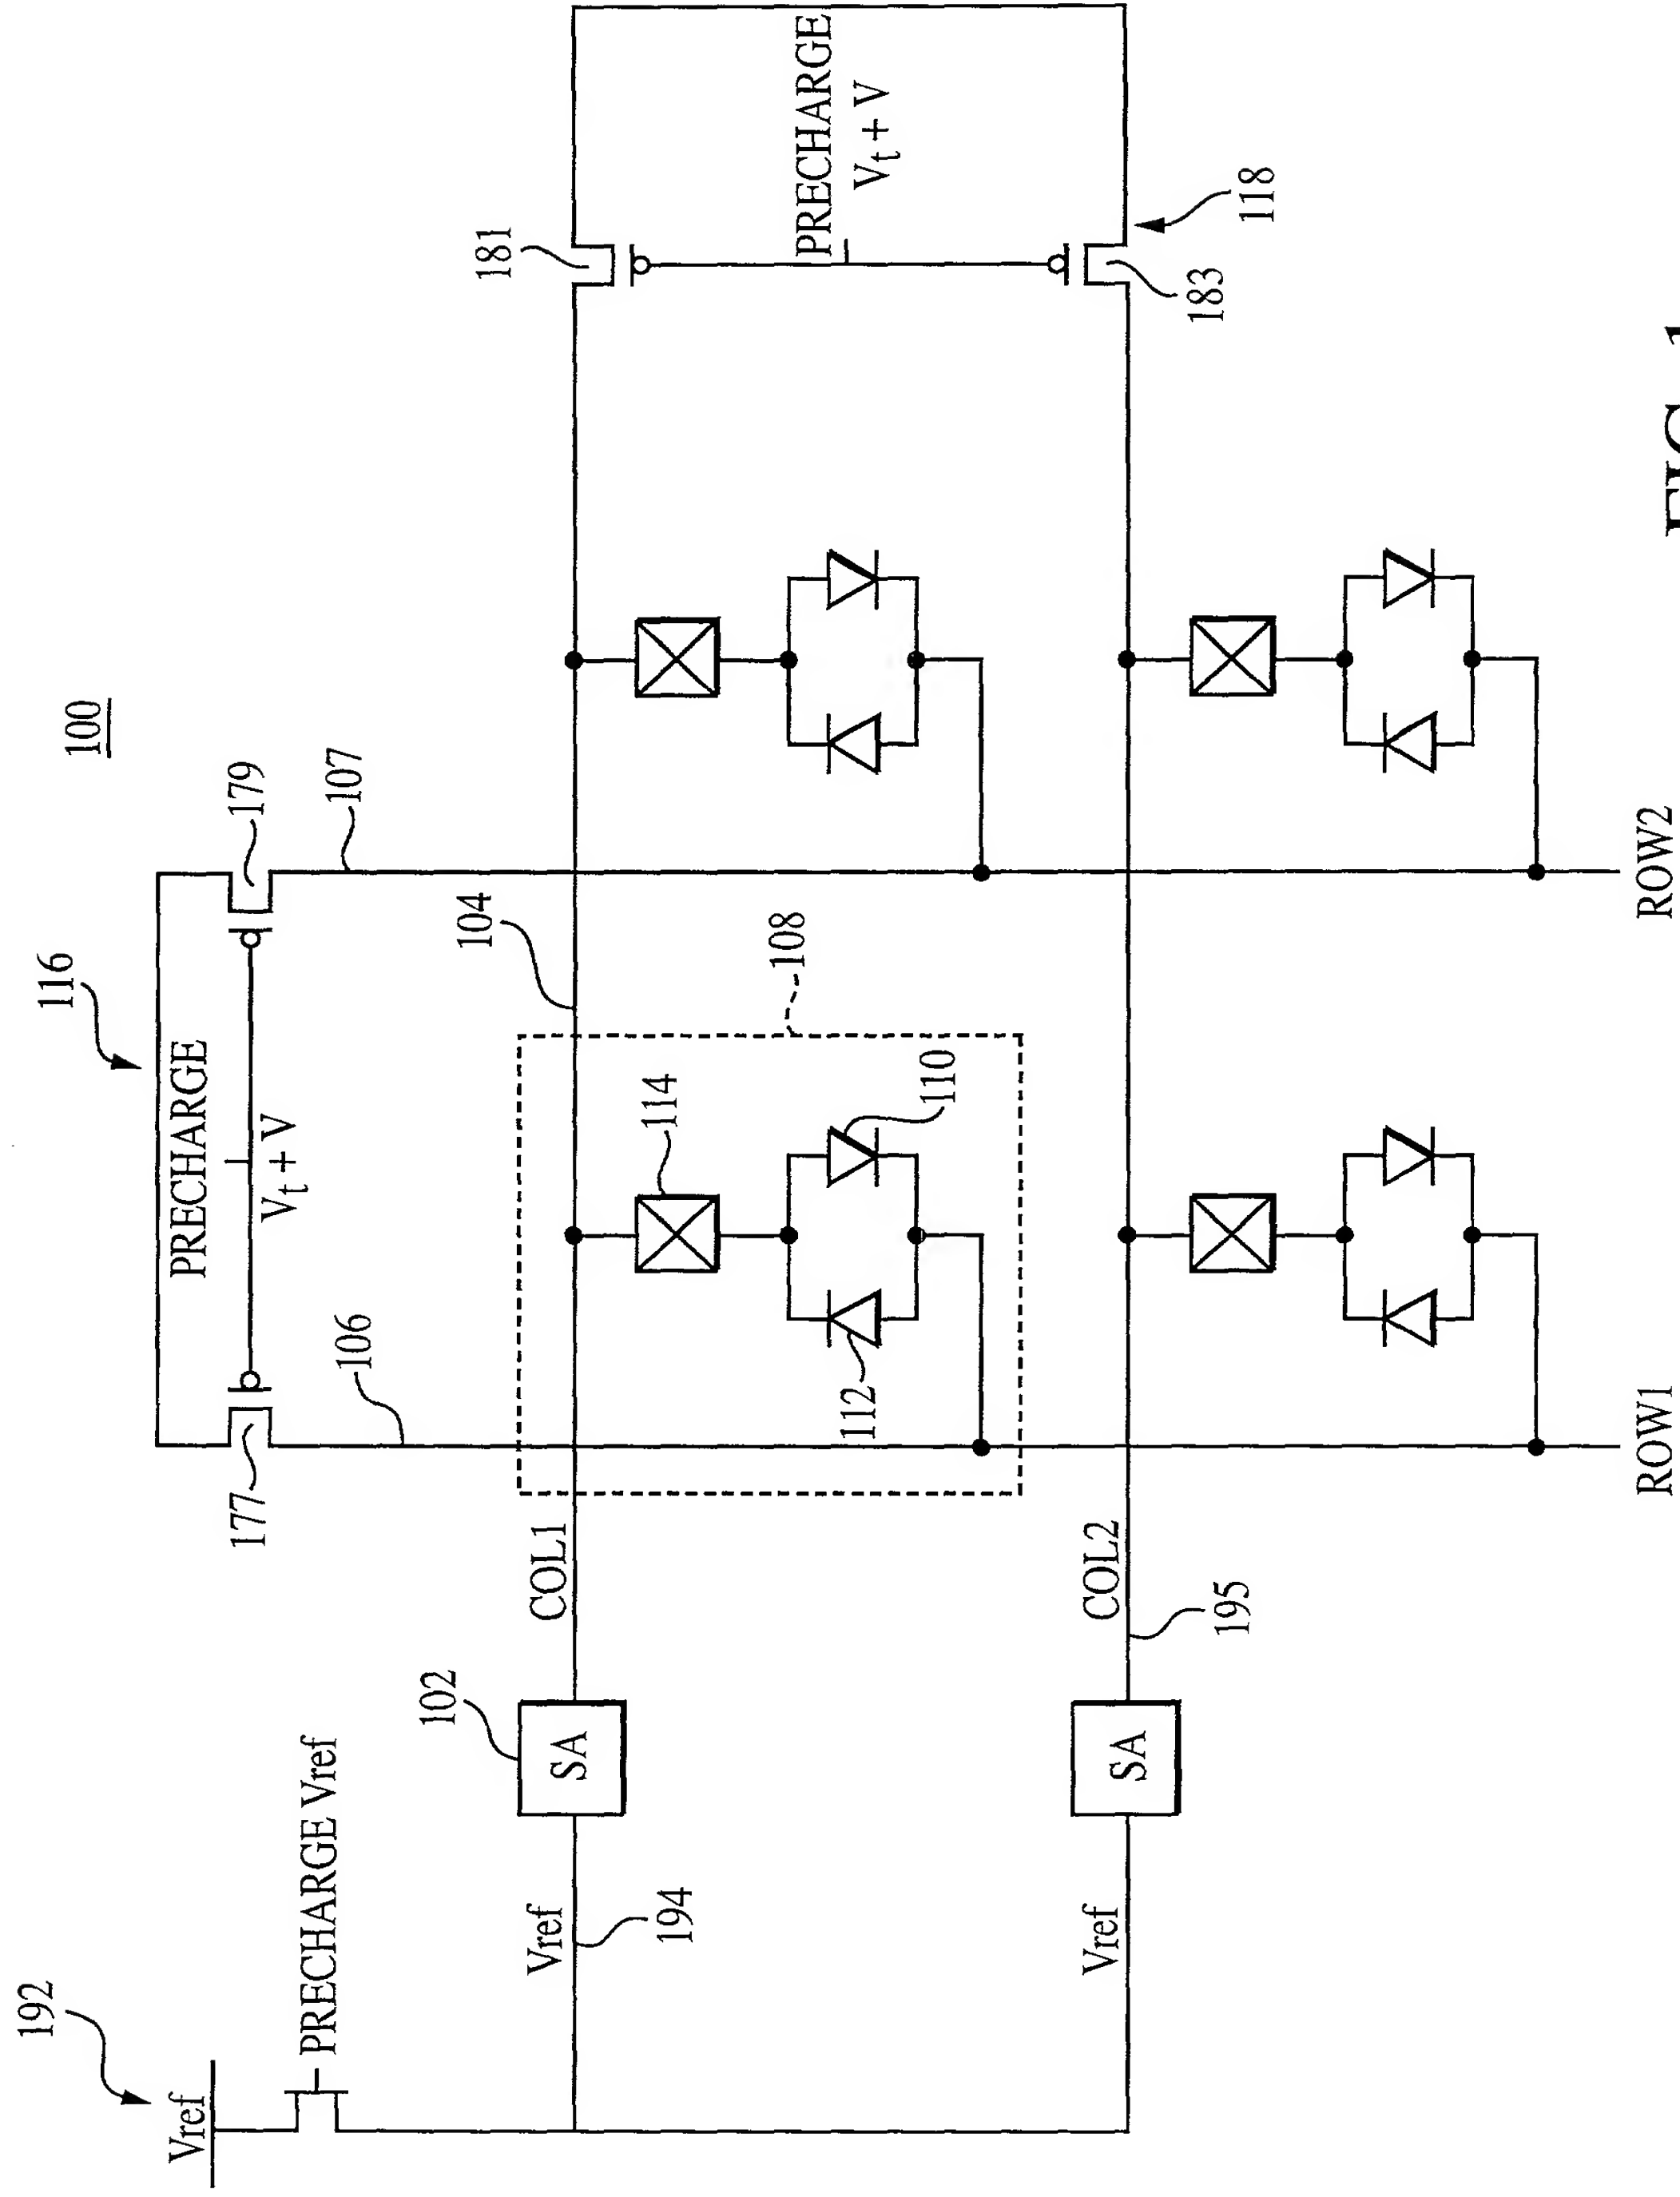 100
116
PRECHARGE
Vt + V
177
179
106
107
104
108
114
110
112
COL1
COL2
195
102
SA
SA
192
Vref
PRECHARGE Vref
Vref
194
Vref
181
PRECHARGE
Vt + V
118
183
ROW1
ROW2